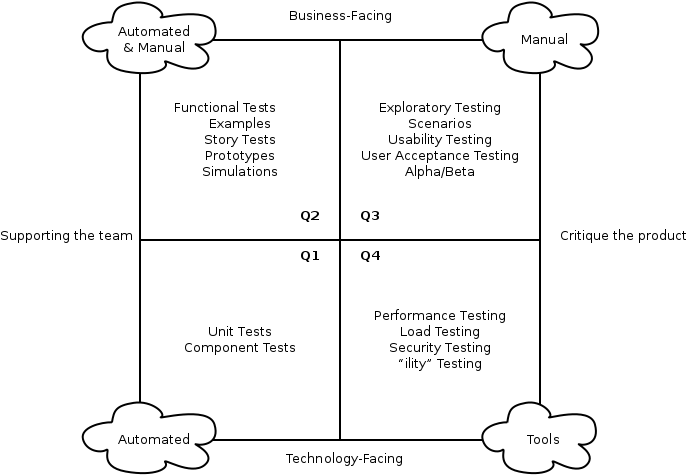 Business-Facing
Automated
& Manual
Manual
Functional Tests
Examples
Story Tests
Prototypes
Simulations
Exploratory Testing
Scenarios
Usability Testing
User Acceptance Testing
Alpha/Beta
Q2
Q3
Supporting the team
Critique the product
Q1
Q4
Unit Tests
Component Tests
Performance Testing
Load Testing
Security Testing
“ility” Testing
Automated
Tools
Technology-Facing